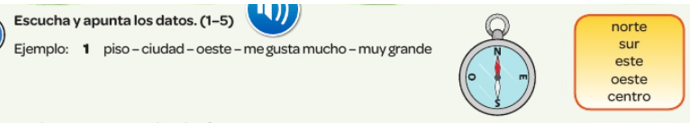 Escucha y apunta los datos. (1–5)
Ejemplo: 1 piso – ciudad – oeste – me gusta mucho – muy grande
N
O E
S
norte
sur
este
oeste
centro